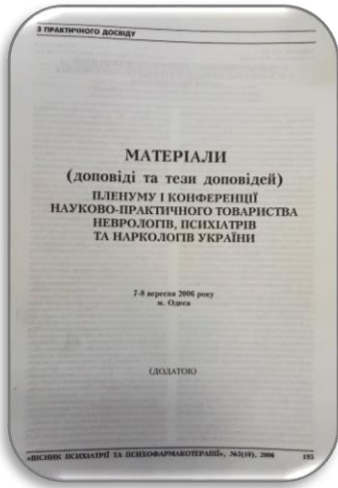 З ПРАКТИЧНОГО ДОСВІДУ
МАТЕРІАЛИ
(доповіді та тези доповідей)
ПЛЕНУМУ І КОНФЕРЕНЦІЇ
НАУКОВО-ПРАКТИЧНОГО ТОВАРИСТВА
НЕВРОЛОГІВ, ПСИХІАТРІВ
ТА НАРКОЛОГІВ УКРАЇНИ
7-8 вересня 2006 року
м. Одеса
(ДОДАТОК)
«ВІСНИК ПСИХІАТРІЇ ТА ПСИХОФАРМАКОТЕРАПІЇ», №2(10), 2006 195